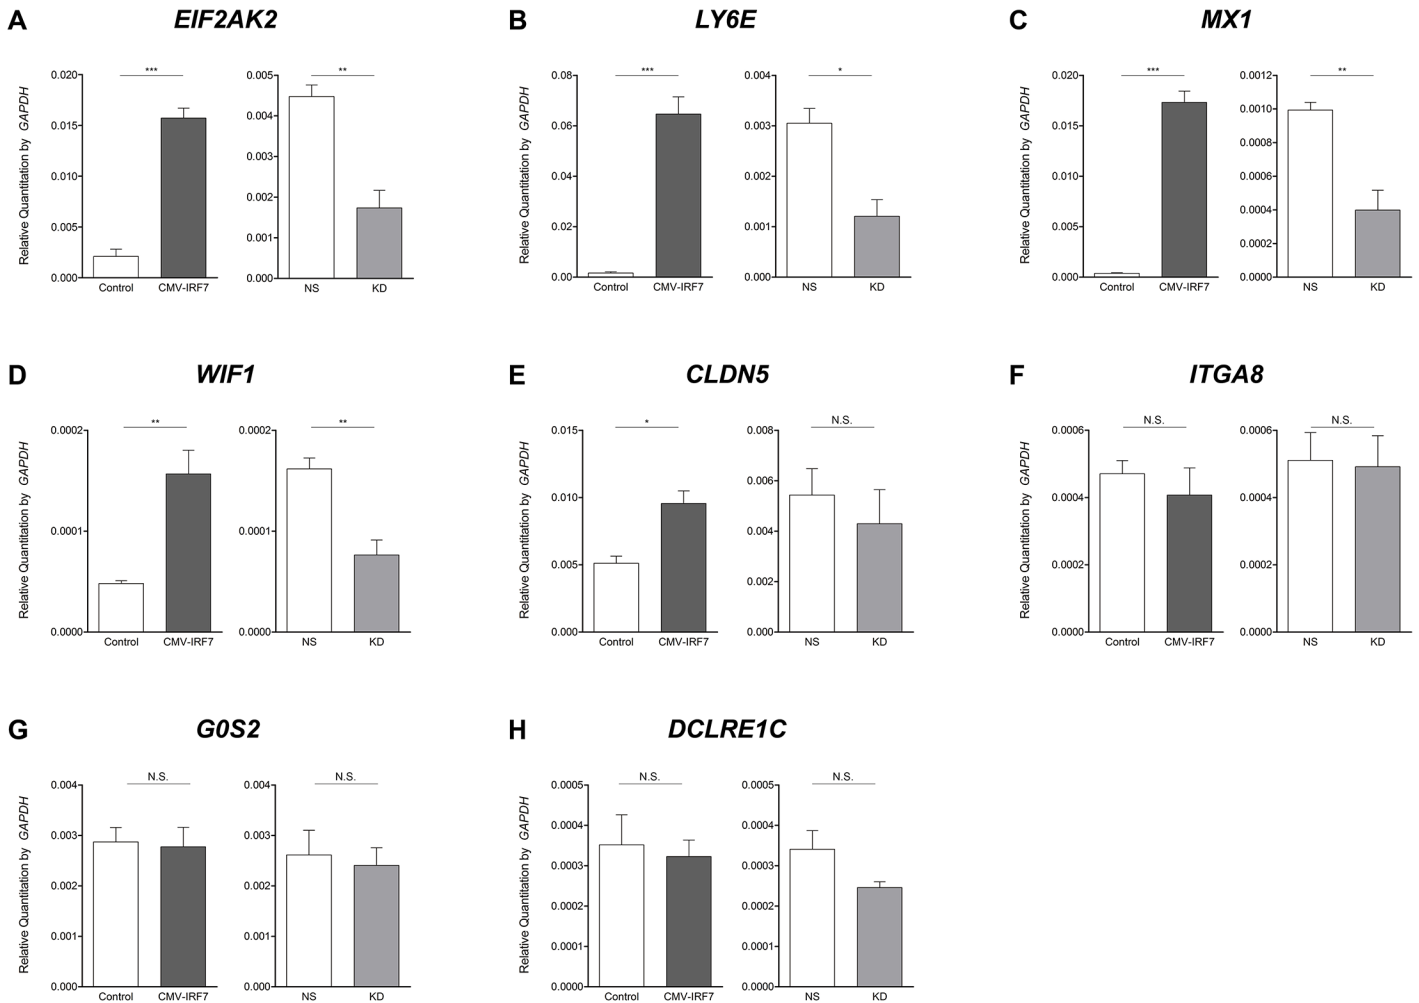 A
EIF2AK2
Relative Quantitation by GAPDH
***
0.020
0.015
0.010
0.005
0.000
Control
CMV-IRF7
**
0.005
0.004
0.003
0.002
0.001
0.000
NS
KD
B
LY6E
Relative Quantitation by GAPDH
***
0.08
0.06
0.04
0.02
0.00
Control
CMV-IRF7
*
0.004
0.003
0.002
0.001
0.000
NS
KD
C
MX1
Relative Quantitation by GAPDH
***
0.020
0.015
0.010
0.005
0.000
Control
CMV-IRF7
**
0.0012
0.0010
0.0008
0.0006
0.0004
0.0002
0.0000
NS
KD
D
WIF1
Relative Quantitation by GAPDH
**
0.0002
0.0001
0.0000
Control
CMV-IRF7
**
0.0002
0.0001
0.0000
NS
KD
E
CLDN5
Relative Quantitation by GAPDH
*
0.015
0.010
0.005
0.000
Control
CMV-IRF7
N.S.
0.008
0.006
0.004
0.002
0.000
NS
KD
F
ITGA8
Relative Quantitation by GAPDH
N.S.
0.0006
0.0004
0.0002
0.0000
Control
CMV-IRF7
N.S.
0.0006
0.0004
0.0002
0.0000
NS
KD
G
G0S2
Relative Quantitation by GAPDH
N.S.
0.004
0.003
0.002
0.001
0.000
Control
CMV-IRF7
N.S.
0.004
0.003
0.002
0.001
0.000
NS
KD
H
DCLRE1C
Relative Quantitation by GAPDH
N.S.
0.0005
0.0004
0.0003
0.0002
0.0001
0.0000
Control
CMV-IRF7
N.S.
0.0005
0.0004
0.0003
0.0002
0.0001
0.0000
NS
KD